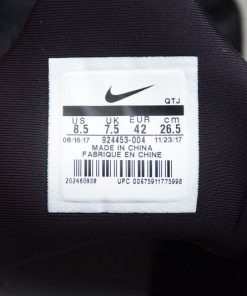 QTJ
US UK EUR cm
8.5 7.5 42 26.5
08/16/17 924453-004 11/23/17
MADE IN CHINA
FABRIQUE EN CHINE
202480938 UPC 00675911775998